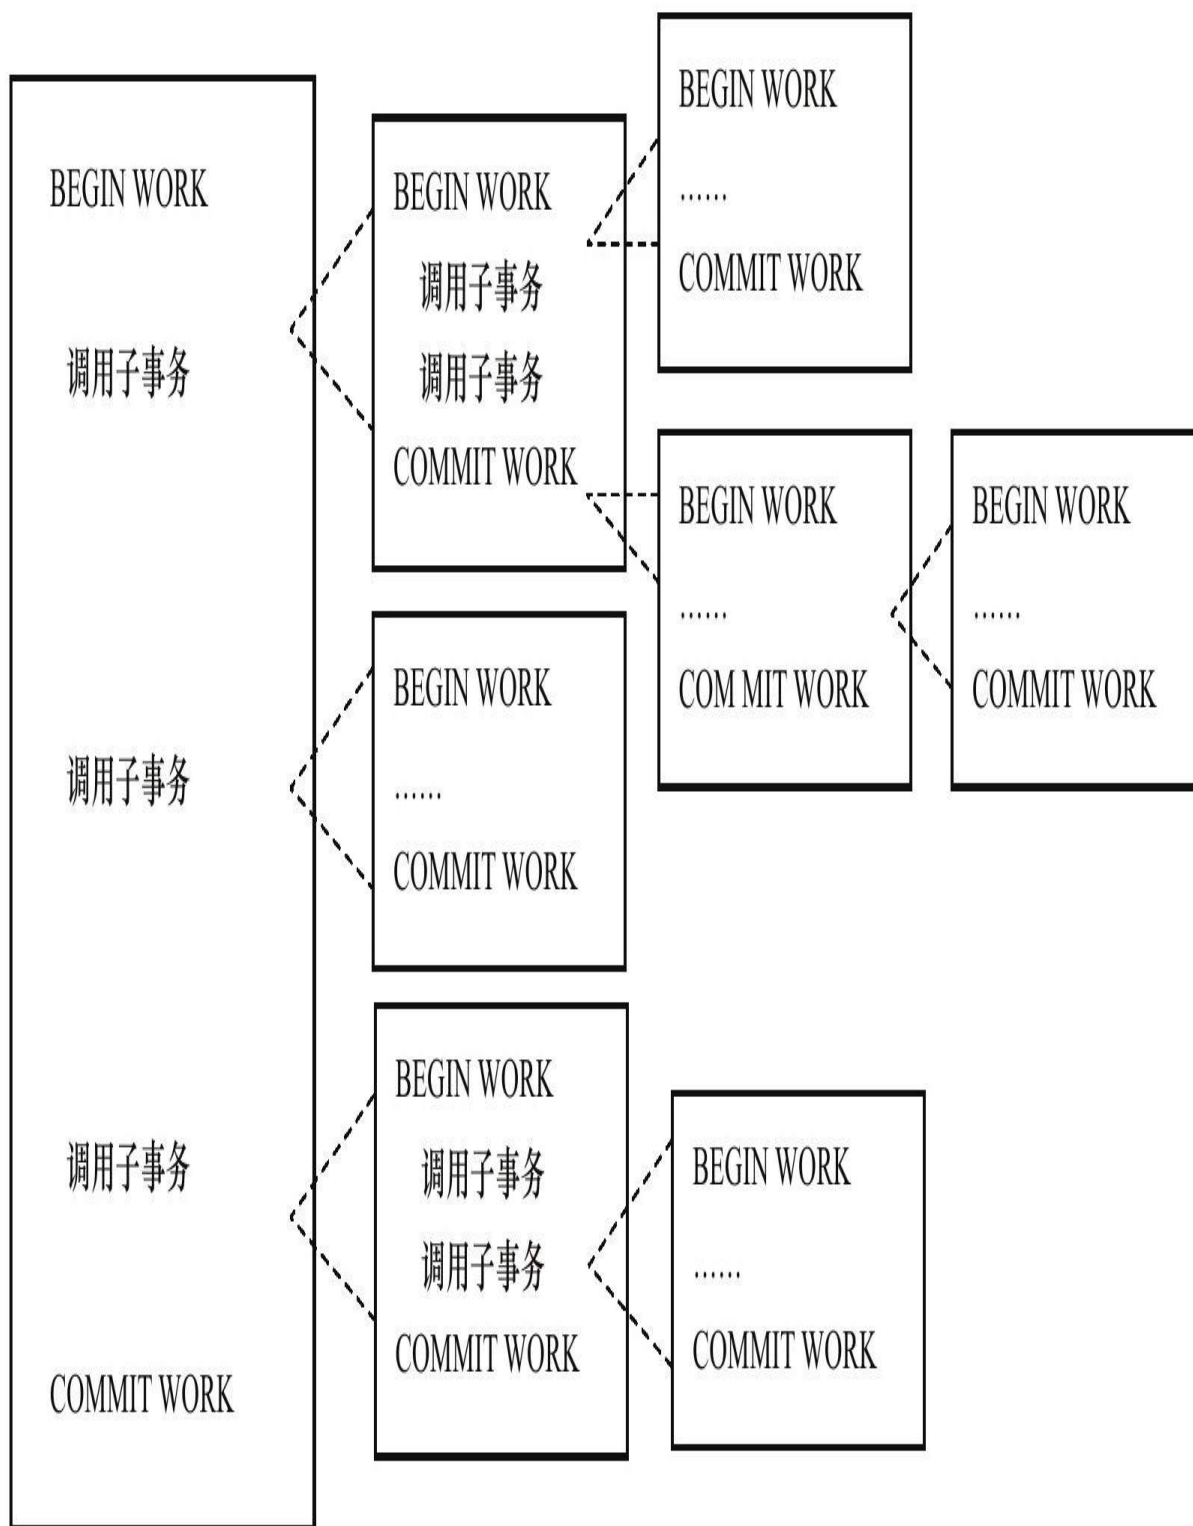 BEGIN WORK
调用子事务
调用子事务
调用子事务
COMMIT WORK
BEGIN WORK
调用子事务
调用子事务
COMMIT WORK
BEGIN WORK
......
COMMIT WORK
BEGIN WORK
......
COM MIT WORK
BEGIN WORK
......
COMMIT WORK
BEGIN WORK
......
COMMIT WORK
BEGIN WORK
调用子事务
调用子事务
COMMIT WORK
BEGIN WORK
......
COMMIT WORK